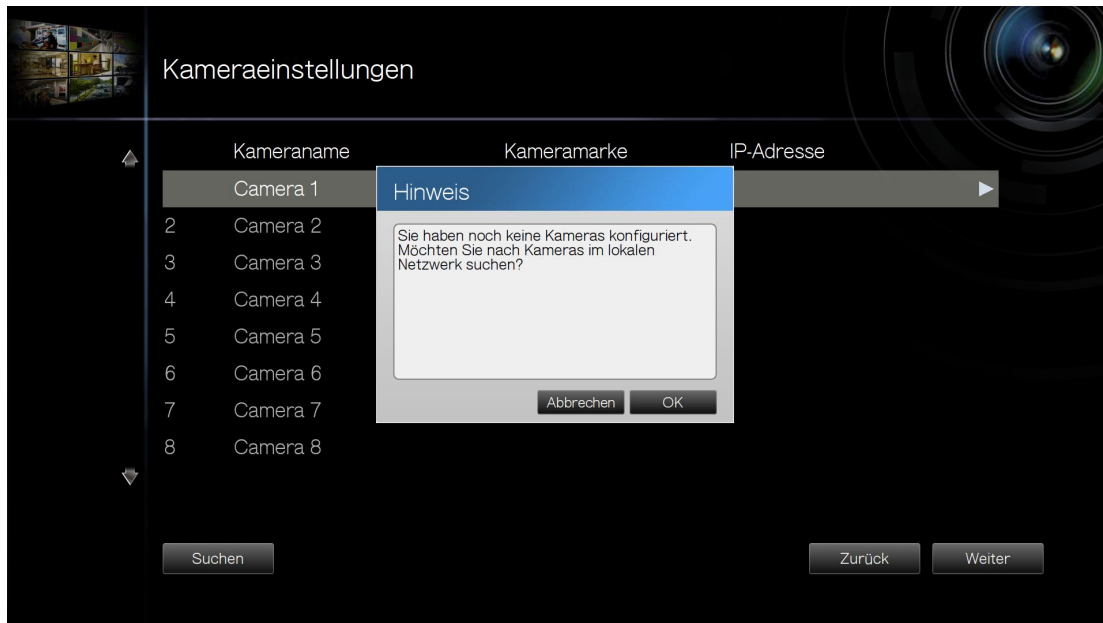 Kameraeinstellungen
Kameraname Kameramarke IP-Adresse
Camera 1
2 Camera 2
3 Camera 3
4 Camera 4
5 Camera 5
6 Camera 6
7 Camera 7
8 Camera 8
Hinweis
Sie haben noch keine Kameras konfiguriert.
Möchten Sie nach Kameras im lokalen
Netzwerk suchen?
Abbrechen OK
Suchen Zurück Weiter